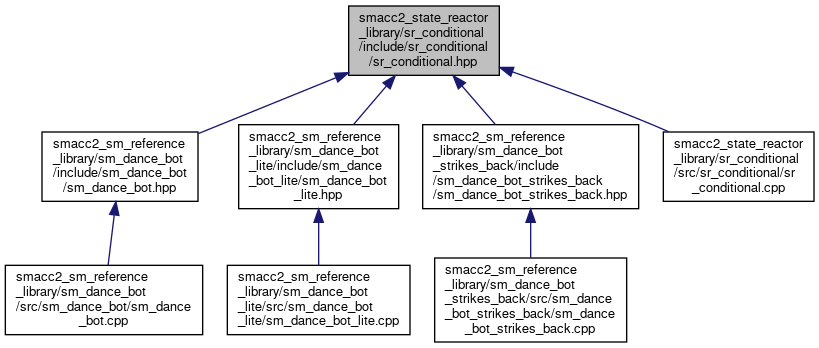 smacc2_state_reactor
_library/sr_conditional
/include/sr_conditional
/sr_conditional.hpp
smacc2_sm_reference
_library/sm_dance_bot
/include/sm_dance_bot
/sm_dance_bot.hpp
smacc2_sm_reference
_library/sm_dance_bot
_lite/include/sm_dance
_bot_lite/sm_dance_bot
_lite.hpp
smacc2_sm_reference
_library/sm_dance_bot
_strikes_back/include
/sm_dance_bot_strikes_back
/sm_dance_bot_strikes_back.hpp
smacc2_state_reactor
_library/sr_conditional
/src/sr_conditional/sr
_conditional.cpp
smacc2_sm_reference
_library/sm_dance_bot
/src/sm_dance_bot/sm_dance
_bot.cpp
smacc2_sm_reference
_library/sm_dance_bot
_lite/src/sm_dance_bot
_lite/sm_dance_bot_lite.cpp
smacc2_sm_reference
_library/sm_dance_bot
_strikes_back/src/sm_dance
_bot_strikes_back/sm_dance
_bot_strikes_back.cpp